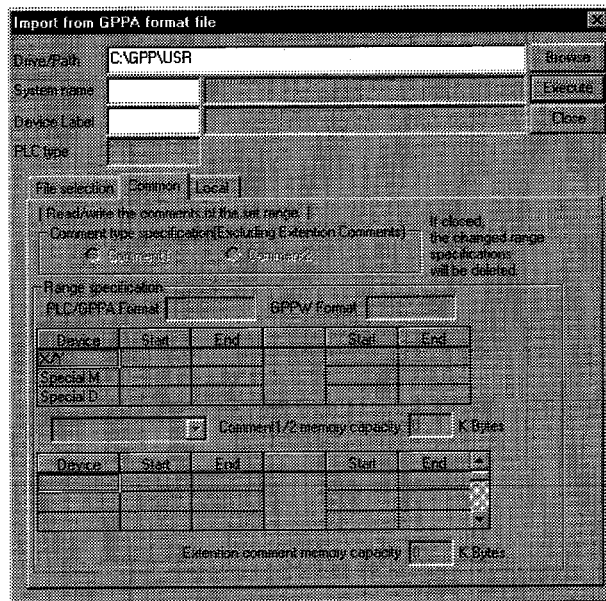 Import from GPPA format file
Drive/Path C:\GPP\USR Browse
System name Execute
Device Label Close
PLC type
File selection Common Local
[ Read/write the comments of the set range. ]
Comment type specification(Excluding Extention Comments)
Comment1 Comment2
If closed,
the changed range
specifications
will be deleted.
Range specification
PLC/GPPA Format GPPW Format
Device Start End Start End
X/Y
Special M
Special D
Comment1/2 memory capacity 0 K Bytes
Device Start End Start End
Extention comment memory capacity 0 K Bytes